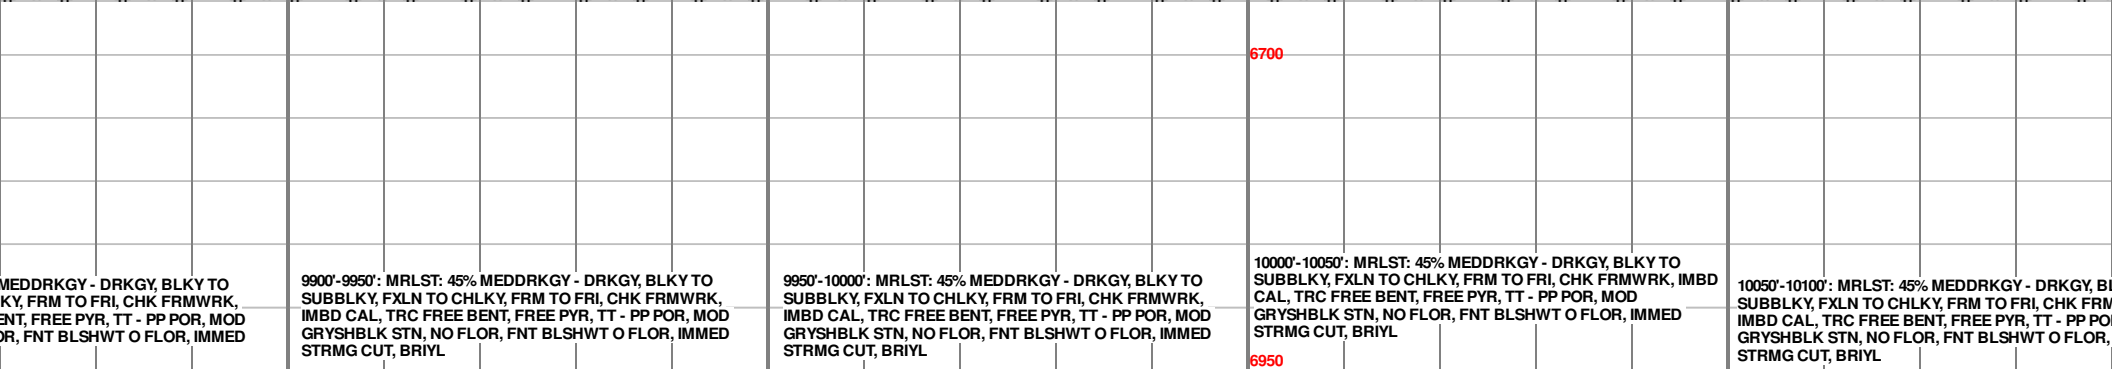 6700
MEDDRKGY - DRKGY, BLKY TO
KY, FRM TO FRI, CHK FRMWRK,
ENT, FREE PYR, TT - PP POR, MOD
OR, FNT BLSHWT O FLOR, IMMED
9900'-9950': MRLST: 45% MEDDRKGY - DRKGY, BLKY TO
SUBBLKY, FXLN TO CHLKY, FRM TO FRI, CHK FRMWRK,
IMBD CAL, TRC FREE BENT, FREE PYR, TT - PP POR, MOD
GRYSHBLK STN, NO FLOR, FNT BLSHWT O FLOR, IMMED
STRMG CUT, BRIYL
9950'-10000': MRLST: 45% MEDDRKGY - DRKGY, BLKY TO
SUBBLKY, FXLN TO CHLKY, FRM TO FRI, CHK FRMWRK,
IMBD CAL, TRC FREE BENT, FREE PYR, TT - PP POR, MOD
GRYSHBLK STN, NO FLOR, FNT BLSHWT O FLOR, IMMED
STRMG CUT, BRIYL
10000'-10050': MRLST: 45% MEDDRKGY - DRKGY, BLKY TO
SUBBLKY, FXLN TO CHLKY, FRM TO FRI, CHK FRMWRK, IMBD
CAL, TRC FREE BENT, FREE PYR, TT - PP POR, MOD
GRYSHBLK STN, NO FLOR, FNT BLSHWT O FLOR, IMMED
STRMG CUT, BRIYL
6950
10050'-10100': MRLST: 45% MEDDRKGY - DRKGY, BL
SUBBLKY, FXLN TO CHLKY, FRM TO FRI, CHK FRM
IMBD CAL, TRC FREE BENT, FREE PYR, TT - PP PO
GRYSHBLK STN, NO FLOR, FNT BLSHWT O FLOR,
STRMG CUT, BRIYL